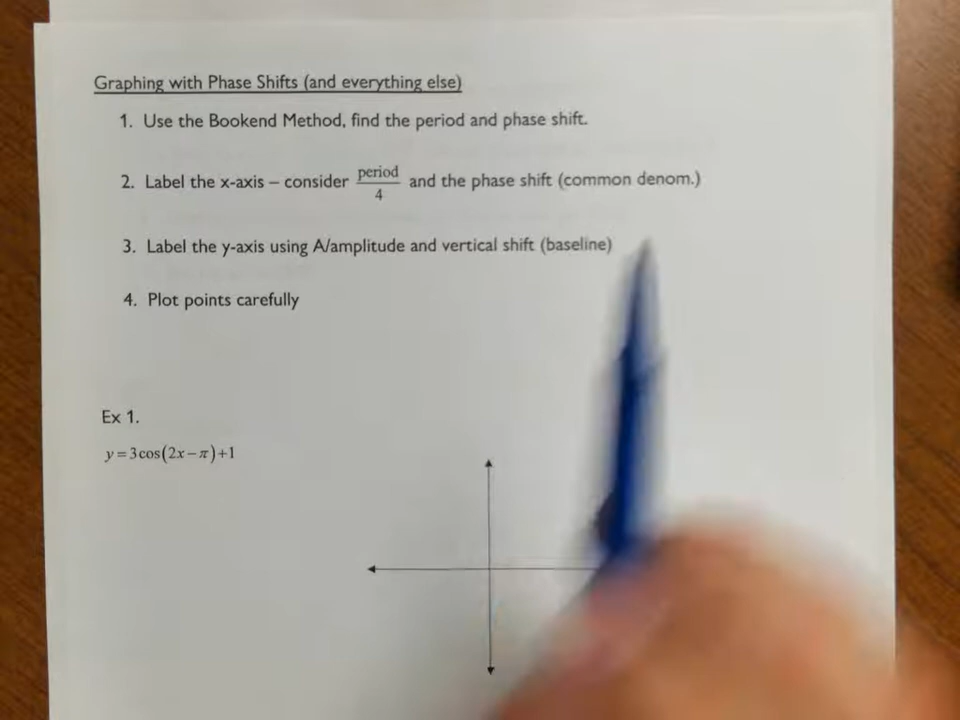 Graphing with Phase Shifts (and everything else)
1. Use the Bookend Method, find the period and phase shift.
2. Label the x-axis – consider period/4 and the phase shift (common denom.)
3. Label the y-axis using A/amplitude and vertical shift (baseline)
4. Plot points carefully
Ex 1.
y=3cos(2x−π)+1